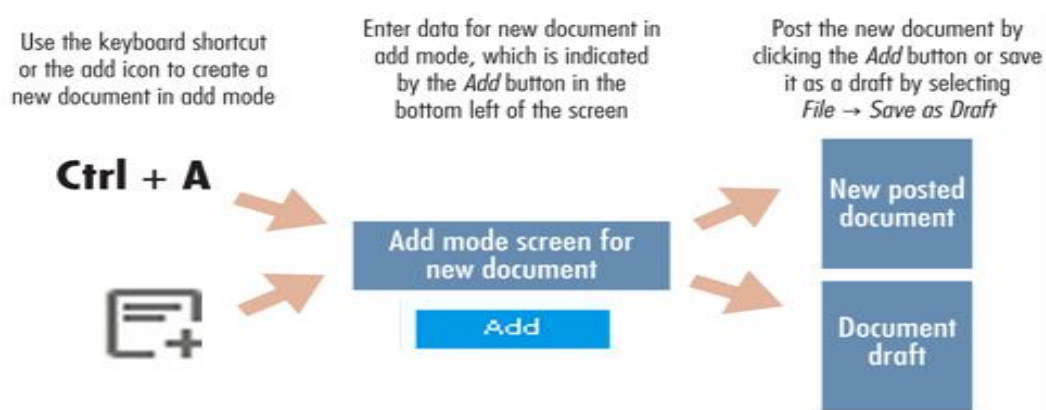 Use the keyboard shortcut
or the add icon to create a
new document in add mode
Enter data for new document in
add mode, which is indicated
by the Add button in the
bottom left of the screen
Post the new document by
clicking the Add button or save
it as a draft by selecting
File → Save as Draft
Ctrl + A
Add mode screen for
new document
Add
New posted
document
Document
draft